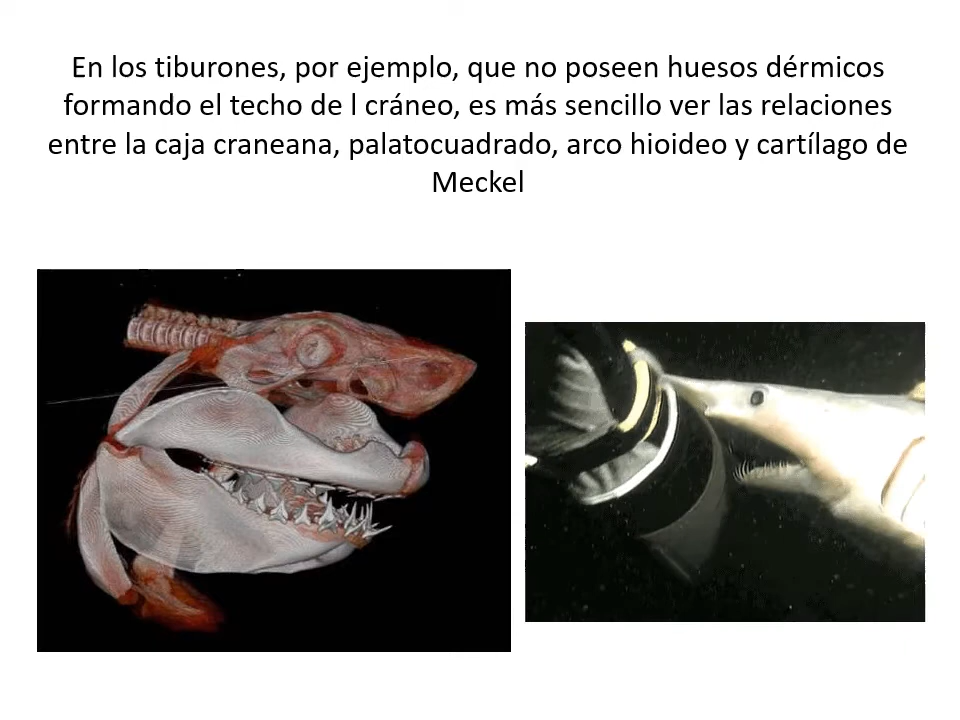 En los tiburones, por ejemplo, que no poseen huesos dérmicos
formando el techo de l cráneo, es más sencillo ver las relaciones
entre la caja craneana, palatocuadrado, arco hioideo y cartílago de
Meckel